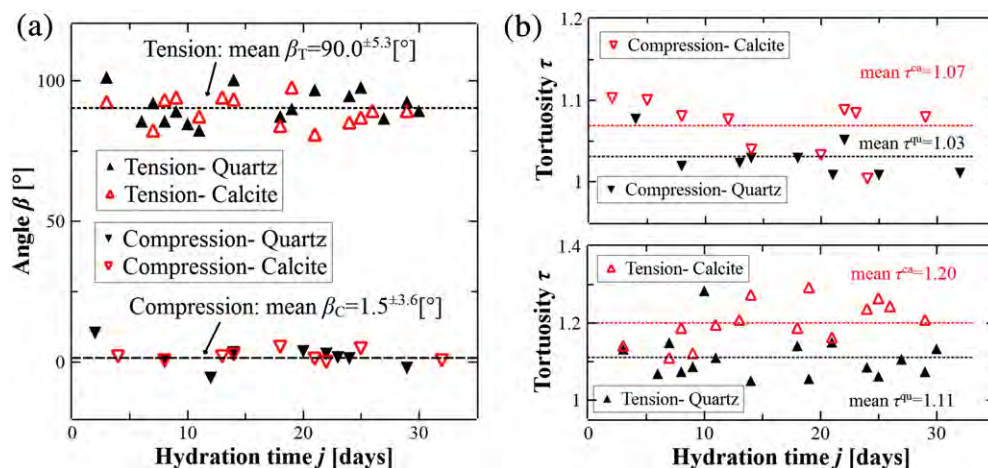 (a)
Tension: mean βT=90.0±5.3[°]
100
Tension- Quartz
Tension- Calcite
50
Compression- Quartz
Compression- Calcite
Compression: mean βC=1.5±3.6[°]
0
Angle β [°]
0
10
20
30
Hydration time j [days]
(b)
1.2
Compression- Calcite
mean τca=1.07
1.1
mean τqu=1.03
1
Compression- Quartz
Tortuosity τ
1.4
Tension- Calcite
mean τca=1.20
1.2
Tension- Quartz
mean τqu=1.11
1
Tortuosity τ
0
10
20
30
Hydration time j [days]